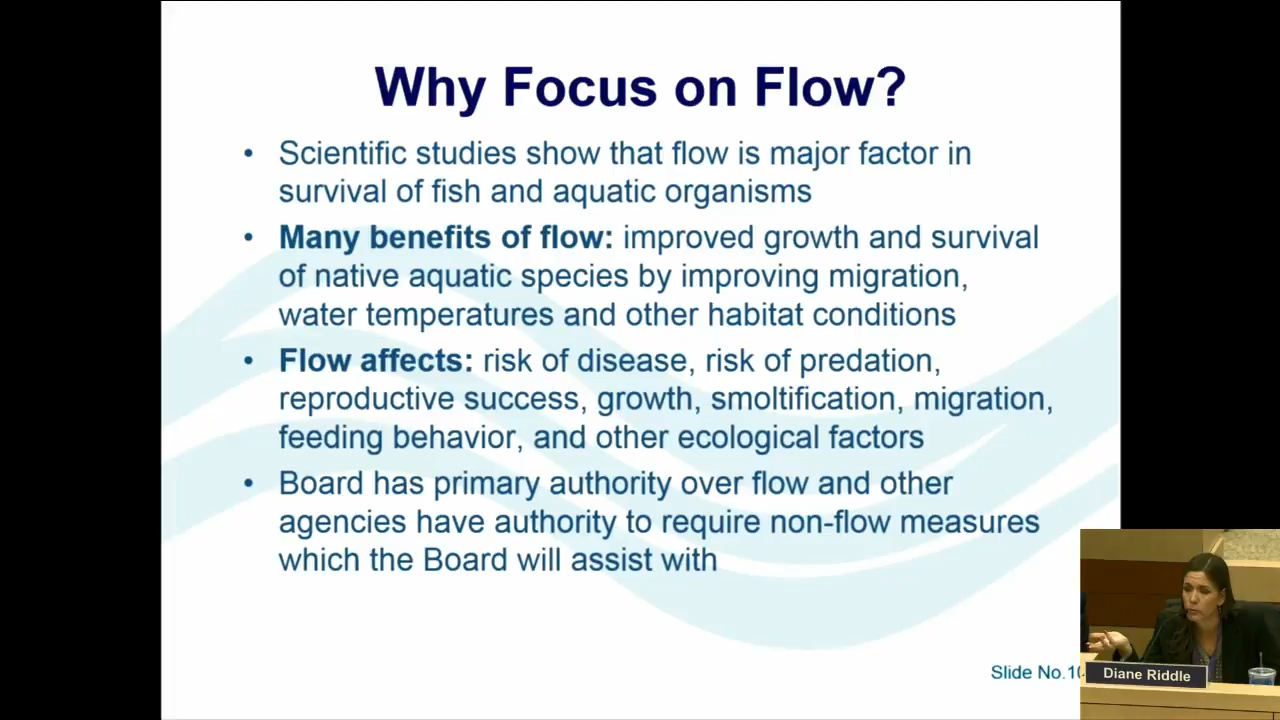 Why Focus on Flow?
• Scientific studies show that flow is major factor in
survival of fish and aquatic organisms
• Many benefits of flow: improved growth and survival
of native aquatic species by improving migration,
water temperatures and other habitat conditions
• Flow affects: risk of disease, risk of predation,
reproductive success, growth, smoltification, migration,
feeding behavior, and other ecological factors
• Board has primary authority over flow and other
agencies have authority to require non-flow measures
which the Board will assist with
Slide No.
Diane Riddle